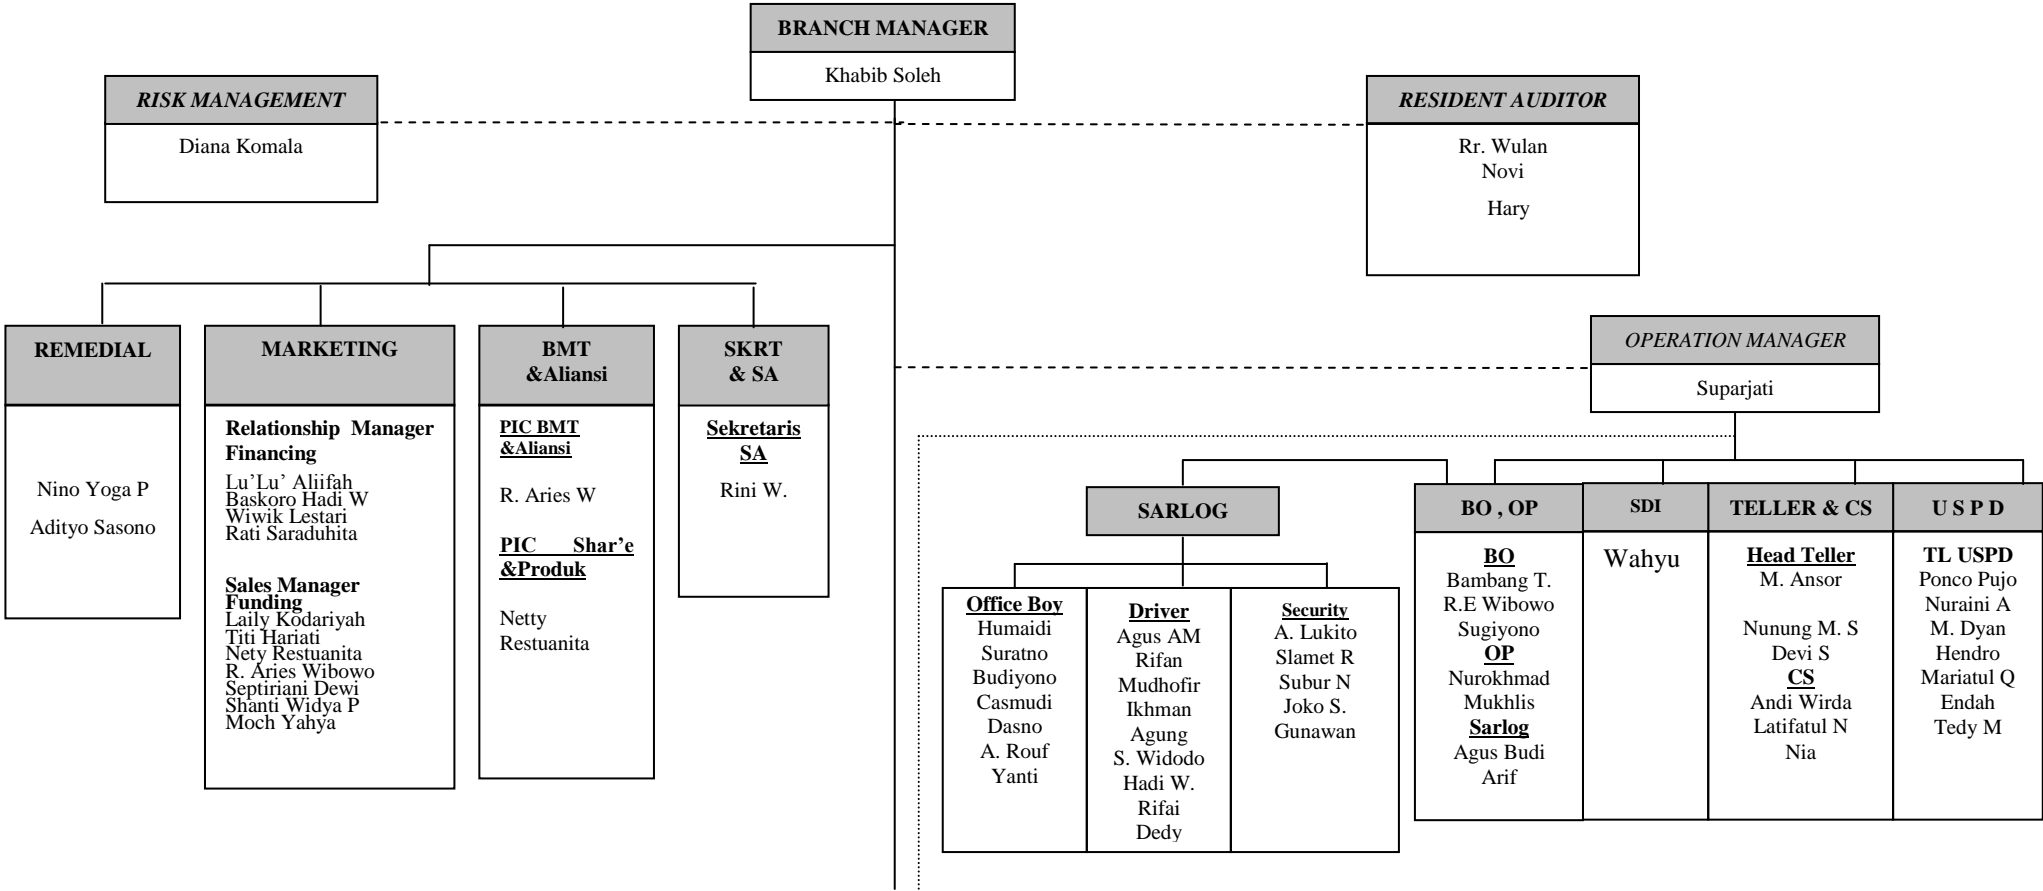 BRANCH MANAGER
Khabib Soleh
RISK MANAGEMENT
Diana Komala
RESIDENT AUDITOR
Rr. Wulan
Novi
Hary
REMEDIAL
Nino Yoga P
Adityo Sasono
MARKETING
Relationship Manager
Financing
Lu’Lu’ Aliifah
Baskoro Hadi W
Wiwik Lestari
Rati Saraduhita
Sales Manager
Funding
Laily Kodariyah
Titi Hariati
Nety Restuanita
R. Aries Wibowo
Septiriani Dewi
Shanti Widya P
Moch Yahya
BMT
&Aliansi
PIC BMT
&Aliansi
R. Aries W
PIC Shar’e
&Produk
Netty
Restuanita
SKRT
& SA
Sekretaris
SA
Rini W.
OPERATION MANAGER
Suparjati
SARLOG
Office Boy
Humaidi
Suratno
Budiyono
Casmudi
Dasno
A. Rouf
Yanti
Driver
Agus AM
Rifan
Mudhofir
Ikhman
Agung
S. Widodo
Hadi W.
Rifai
Dedy
Security
A. Lukito
Slamet R
Subur N
Joko S.
Gunawan
BO , OP
BO
Bambang T.
R.E Wibowo
Sugiyono
OP
Nurokhmad
Mukhlis
Sarlog
Agus Budi
Arif
SDI
Wahyu
TELLER & CS
Head Teller
M. Ansor
Nunung M. S
Devi S
CS
Andi Wirda
Latifatul N
Nia
U S P D
TL USPD
Ponco Pujo
Nuraini A
M. Dyan
Hendro
Mariatul Q
Endah
Tedy M